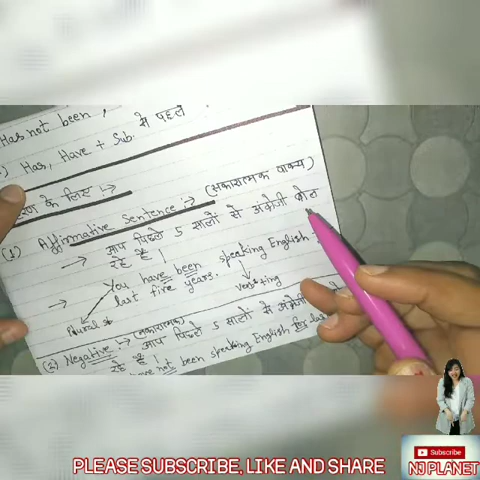 Has not been,
Has, Have + Sub. से पहले
के लिए :→
(1) Affirmative Sentence :→ (सकारात्मक वाक्य)
→ आप पिछले 5 सालों से अंग्रेजी बोल
रहे हैं।
→ You have been speaking English
last five years.
Verb+ing
Plural
(2) Negative :→ (नकारात्मक)
आप पिछले 5 सालों से अंग्रेजी
रहे हैं।
have not been speaking English for
Subscribe
NJ PLANET
PLEASE SUBSCRIBE, LIKE AND SHARE